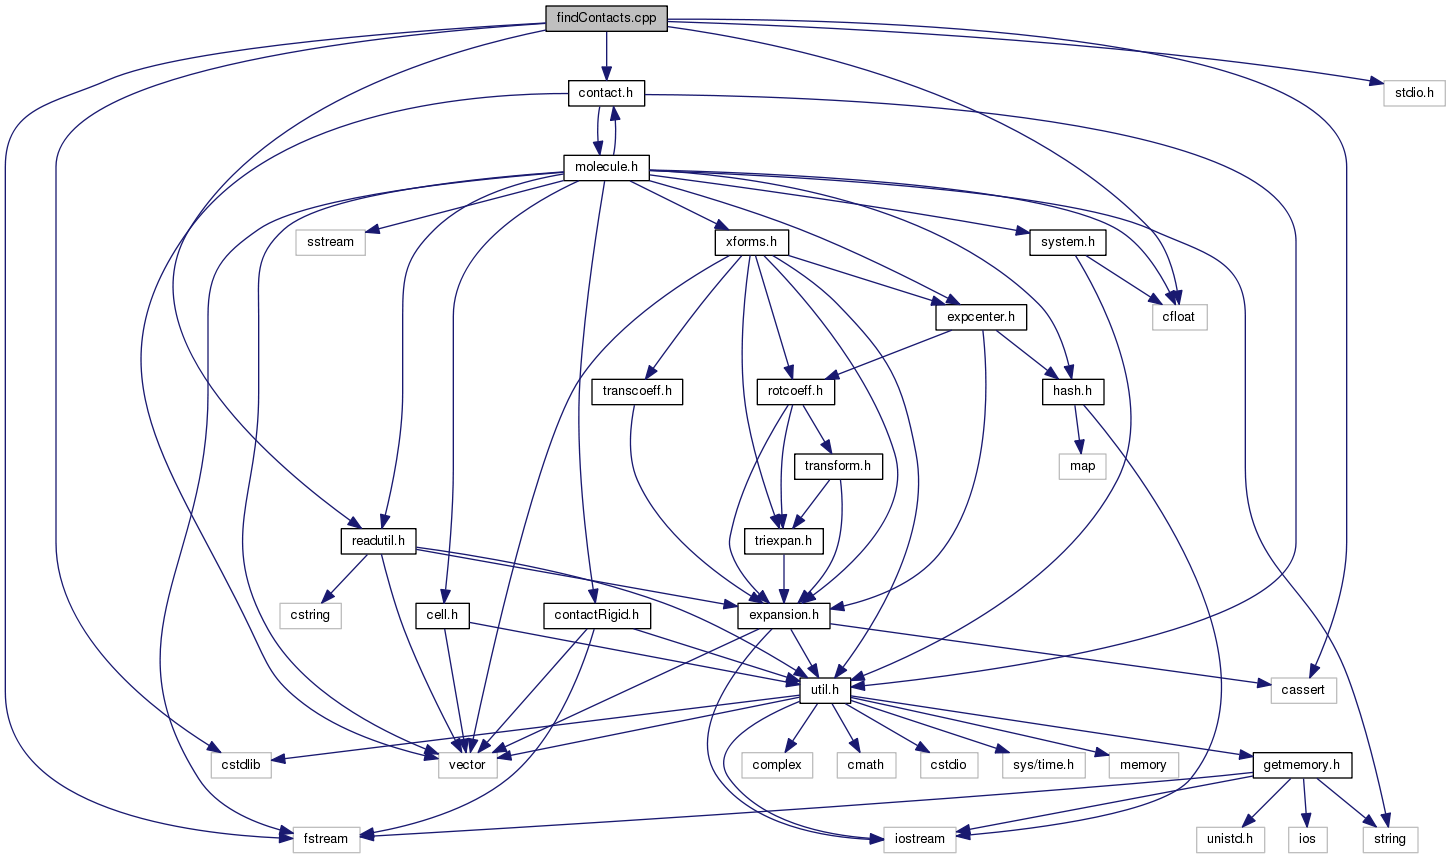 findContacts.cpp
contact.h
stdio.h
molecule.h
sstream
xforms.h
system.h
expcenter.h
cfloat
transcoeff.h
rotcoeff.h
hash.h
transform.h
map
readutil.h
triexpan.h
cstring
cell.h
contactRigid.h
expansion.h
util.h
cassert
cstdlib
vector
complex
cmath
cstdio
sys/time.h
memory
getmemory.h
fstream
iostream
unistd.h
ios
string